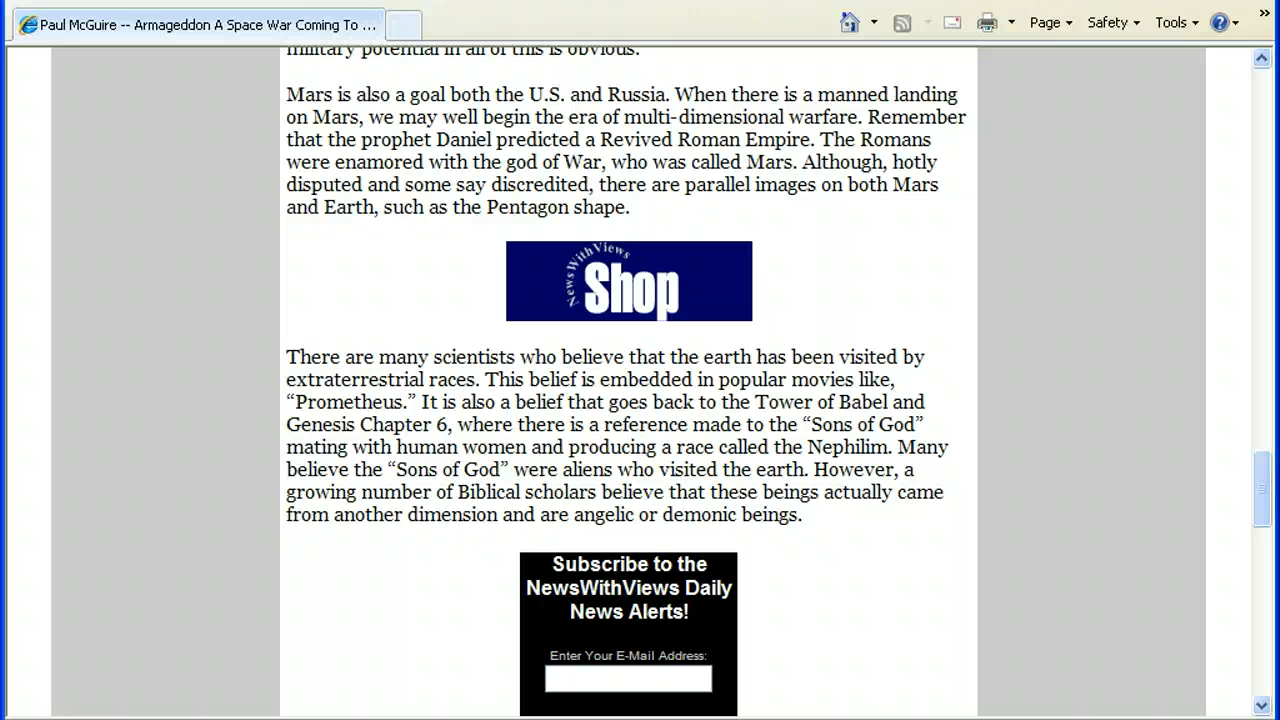 Paul McGuire -- Armageddon A Space War Coming To ...
Page
Safety
Tools
military potential in all of this is obvious.
Mars is also a goal both the U.S. and Russia. When there is a manned landing
on Mars, we may well begin the era of multi-dimensional warfare. Remember
that the prophet Daniel predicted a Revived Roman Empire. The Romans
were enamored with the god of War, who was called Mars. Although, hotly
disputed and some say discredited, there are parallel images on both Mars
and Earth, such as the Pentagon shape.
NewsWithViews
Shop
There are many scientists who believe that the earth has been visited by
extraterrestrial races. This belief is embedded in popular movies like,
“Prometheus.” It is also a belief that goes back to the Tower of Babel and
Genesis Chapter 6, where there is a reference made to the “Sons of God”
mating with human women and producing a race called the Nephilim. Many
believe the “Sons of God” were aliens who visited the earth. However, a
growing number of Biblical scholars believe that these beings actually came
from another dimension and are angelic or demonic beings.
Subscribe to the
NewsWithViews Daily
News Alerts!
Enter Your E-Mail Address: